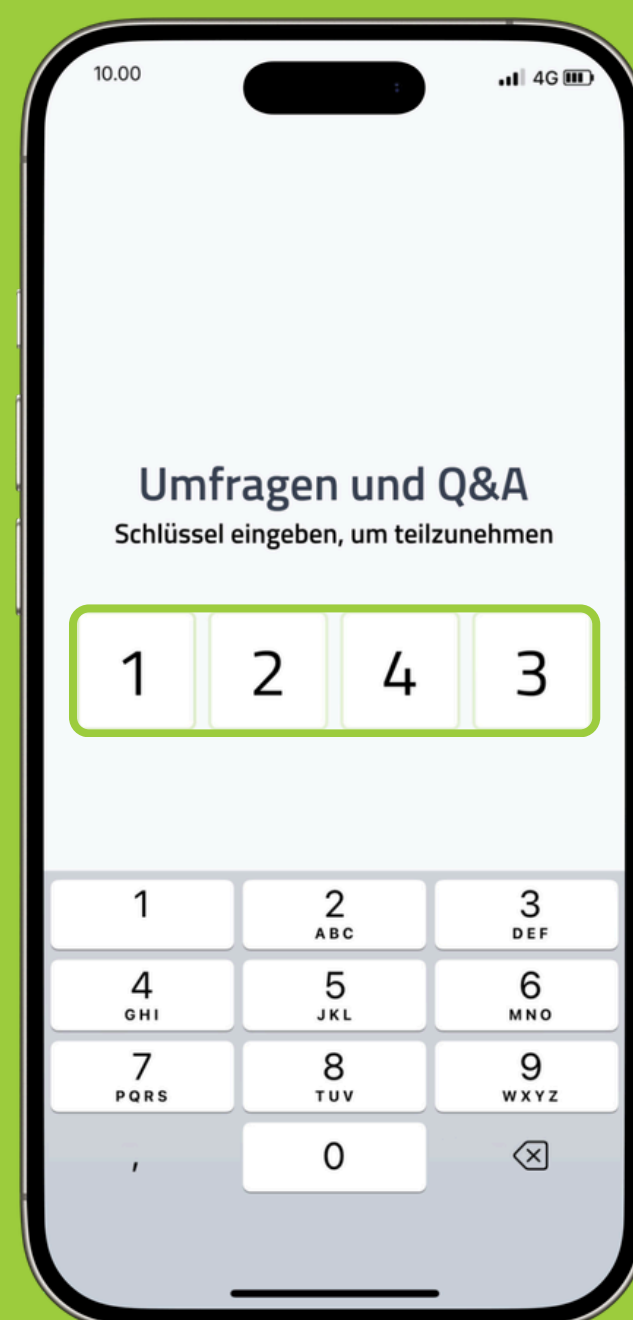 10.00 4G
Umfragen und Q&A
Schlüssel eingeben, um teilzunehmen
1 2 4 3
1 2 3
ABC DEF
4 5 6
GHI JKL MNO
7 8 9
PQRS TUV WXYZ
, 0